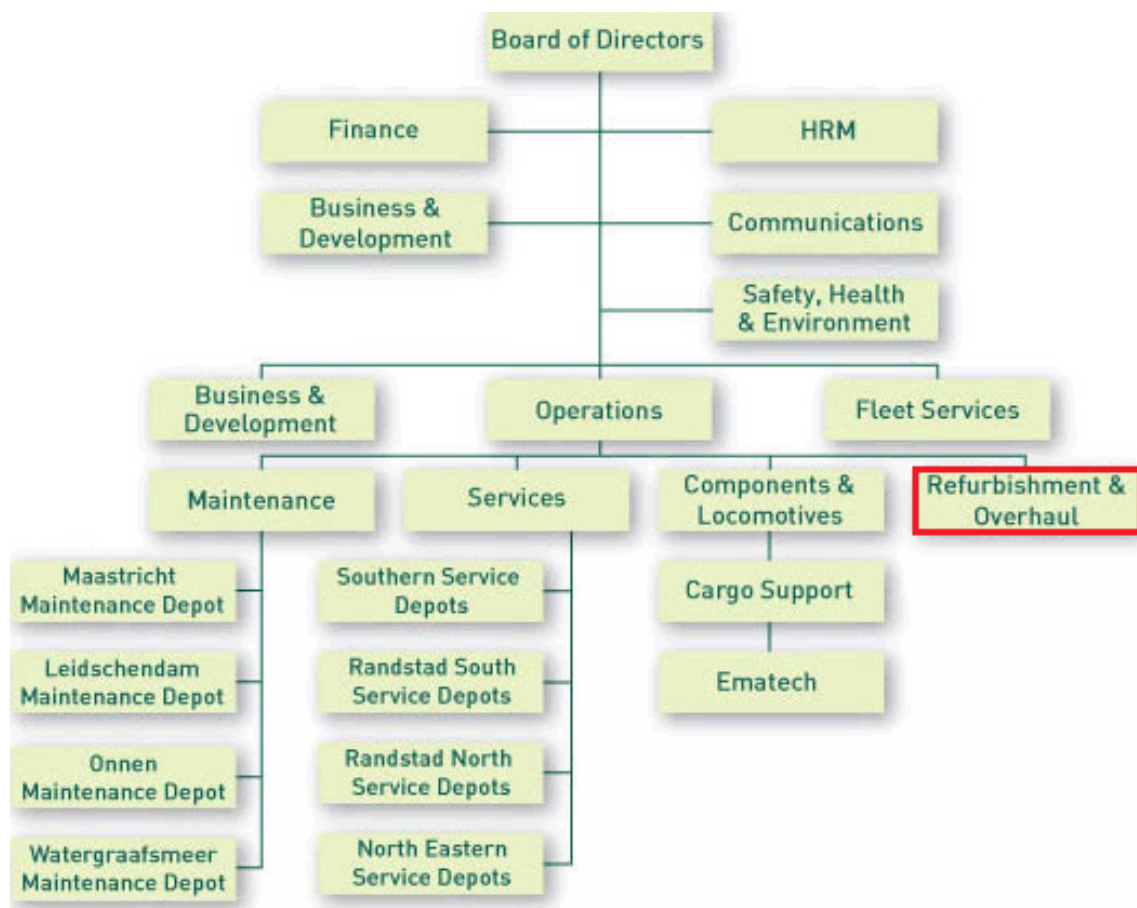 Board of Directors
Finance
HRM
Business &
Development
Communications
Safety, Health
& Environment
Business &
Development
Operations
Fleet Services
Maintenance
Services
Components &
Locomotives
Refurbishment &
Overhaul
Maastricht
Maintenance Depot
Leidschendam
Maintenance Depot
Onnen
Maintenance Depot
Watergraafsmeer
Maintenance Depot
Southern Service
Depots
Randstad South
Service Depots
Randstad North
Service Depots
North Eastern
Service Depots
Cargo Support
Ematech